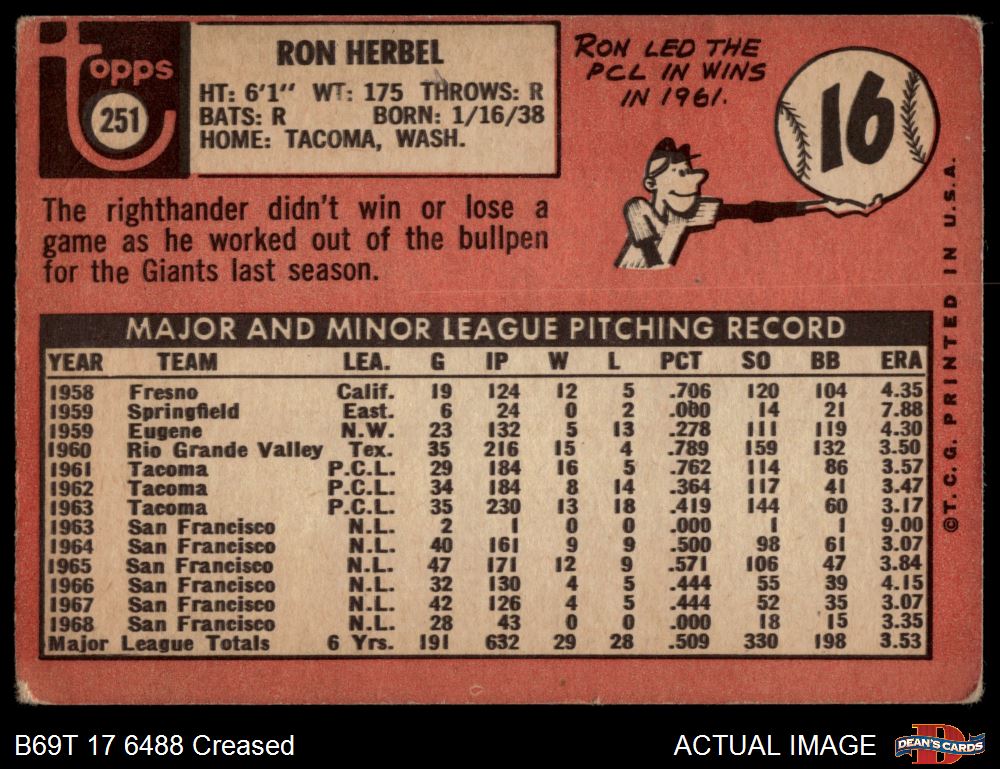 Topps
251
RON HERBEL
HT: 6'1" WT: 175 THROWS: R
BATS: R BORN: 1/16/38
HOME: TACOMA, WASH.
RON LED THE
PCL IN WINS
IN 1961.
16
The righthander didn't win or lose a
game as he worked out of the bullpen
for the Giants last season.
MAJOR AND MINOR LEAGUE PITCHING RECORD
YEAR TEAM LEA. G IP W L PCT SO BB ERA
1958 Fresno Calif. 19 124 12 5 .706 120 104 4.35
1959 Springfield East. 6 24 0 2 .000 14 21 7.88
1959 Eugene N.W. 23 132 5 13 .278 111 119 4.30
1960 Rio Grande Valley Tex. 35 216 15 4 .789 159 132 3.50
1961 Tacoma P.C.L. 29 184 16 5 .762 114 86 3.57
1962 Tacoma P.C.L. 34 184 8 14 .364 117 41 3.47
1963 Tacoma P.C.L. 35 230 13 18 .419 144 60 3.17
1963 San Francisco N.L. 2 1 0 0 .000 1 1 9.00
1964 San Francisco N.L. 40 161 9 9 .500 98 61 3.07
1965 San Francisco N.L. 47 171 12 9 .571 106 47 3.84
1966 San Francisco N.L. 32 130 4 5 .444 55 39 4.15
1967 San Francisco N.L. 42 126 4 5 .444 52 35 3.07
1968 San Francisco N.L. 28 43 0 0 .000 18 15 3.35
Major League Totals 6 Yrs. 191 632 29 28 .509 330 198 3.53
©T.C.G. PRINTED IN U.S.A.
B69T 17 6488 Creased
ACTUAL IMAGE
D
DEAN'S CARDS